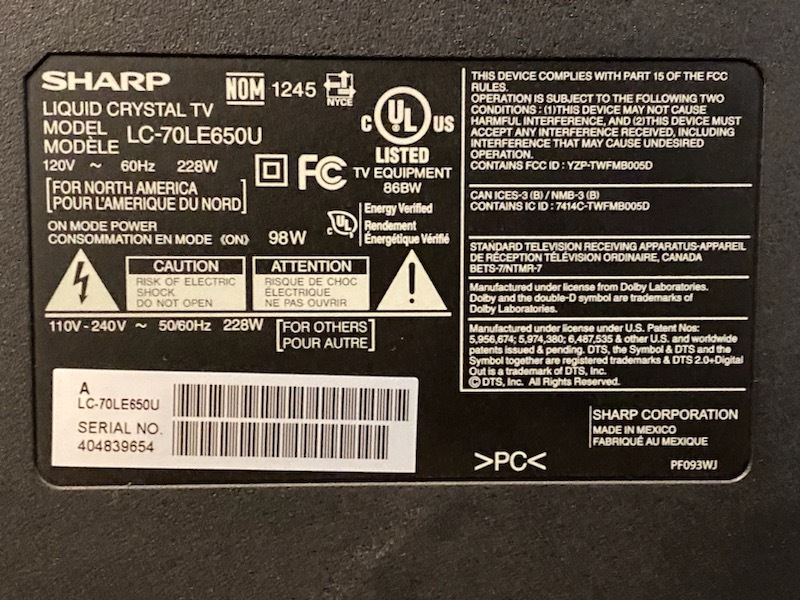 SHARP
NOM 1245 NYCE
LIQUID CRYSTAL TV
MODEL
MODÈLE LC-70LE650U
120V ~ 60Hz 228W
[FOR NORTH AMERICA]
[POUR L'AMERIQUE DU NORD]
ON MODE POWER
CONSOMMATION EN MODE «ON» 98W
C UL US
LISTED
TV EQUIPMENT
86BW
FC
C UL
Energy Verified
Rendement
Énergétique Vérifié
CAUTION
RISK OF ELECTRIC
SHOCK
DO NOT OPEN
ATTENTION
RISQUE DE CHOC
ÉLECTRIQUE
NE PAS OUVRIR
110V-240V ~ 50/60Hz 228W
[FOR OTHERS]
[POUR AUTRE]
A
LC-70LE650U
SERIAL NO.
404839654
THIS DEVICE COMPLIES WITH PART 15 OF THE FCC
RULES.
OPERATION IS SUBJECT TO THE FOLLOWING TWO
CONDITIONS : (1)THIS DEVICE MAY NOT CAUSE
HARMFUL INTERFERENCE, AND (2)THIS DEVICE MUST
ACCEPT ANY INTERFERENCE RECEIVED, INCLUDING
INTERFERENCE THAT MAY CAUSE UNDESIRED
OPERATION.
CONTAINS FCC ID : YZP-TWFMB005D
CAN ICES-3 (B) / NMB-3 (B)
CONTAINS IC ID : 7414C-TWFMB005D
STANDARD TELEVISION RECEIVING APPARATUS-APPAREIL
DE RÉCEPTION TÉLÉVISION ORDINAIRE, CANADA
BETS-7/NTMR-7
Manufactured under license from Dolby Laboratories.
Dolby and the double-D symbol are trademarks of
Dolby Laboratories.
Manufactured under license under U.S. Patent Nos:
5,956,674; 5,974,380; 6,487,535 & other U.S. and worldwide
patents issued & pending. DTS, the Symbol & DTS and the
Symbol together are registered trademarks & DTS 2.0+Digital
Out is a trademark of DTS, Inc.
© DTS, Inc. All Rights Reserved.
SHARP CORPORATION
MADE IN MEXICO
FABRIQUÉ AU MEXIQUE
>PC<
PF093WJ